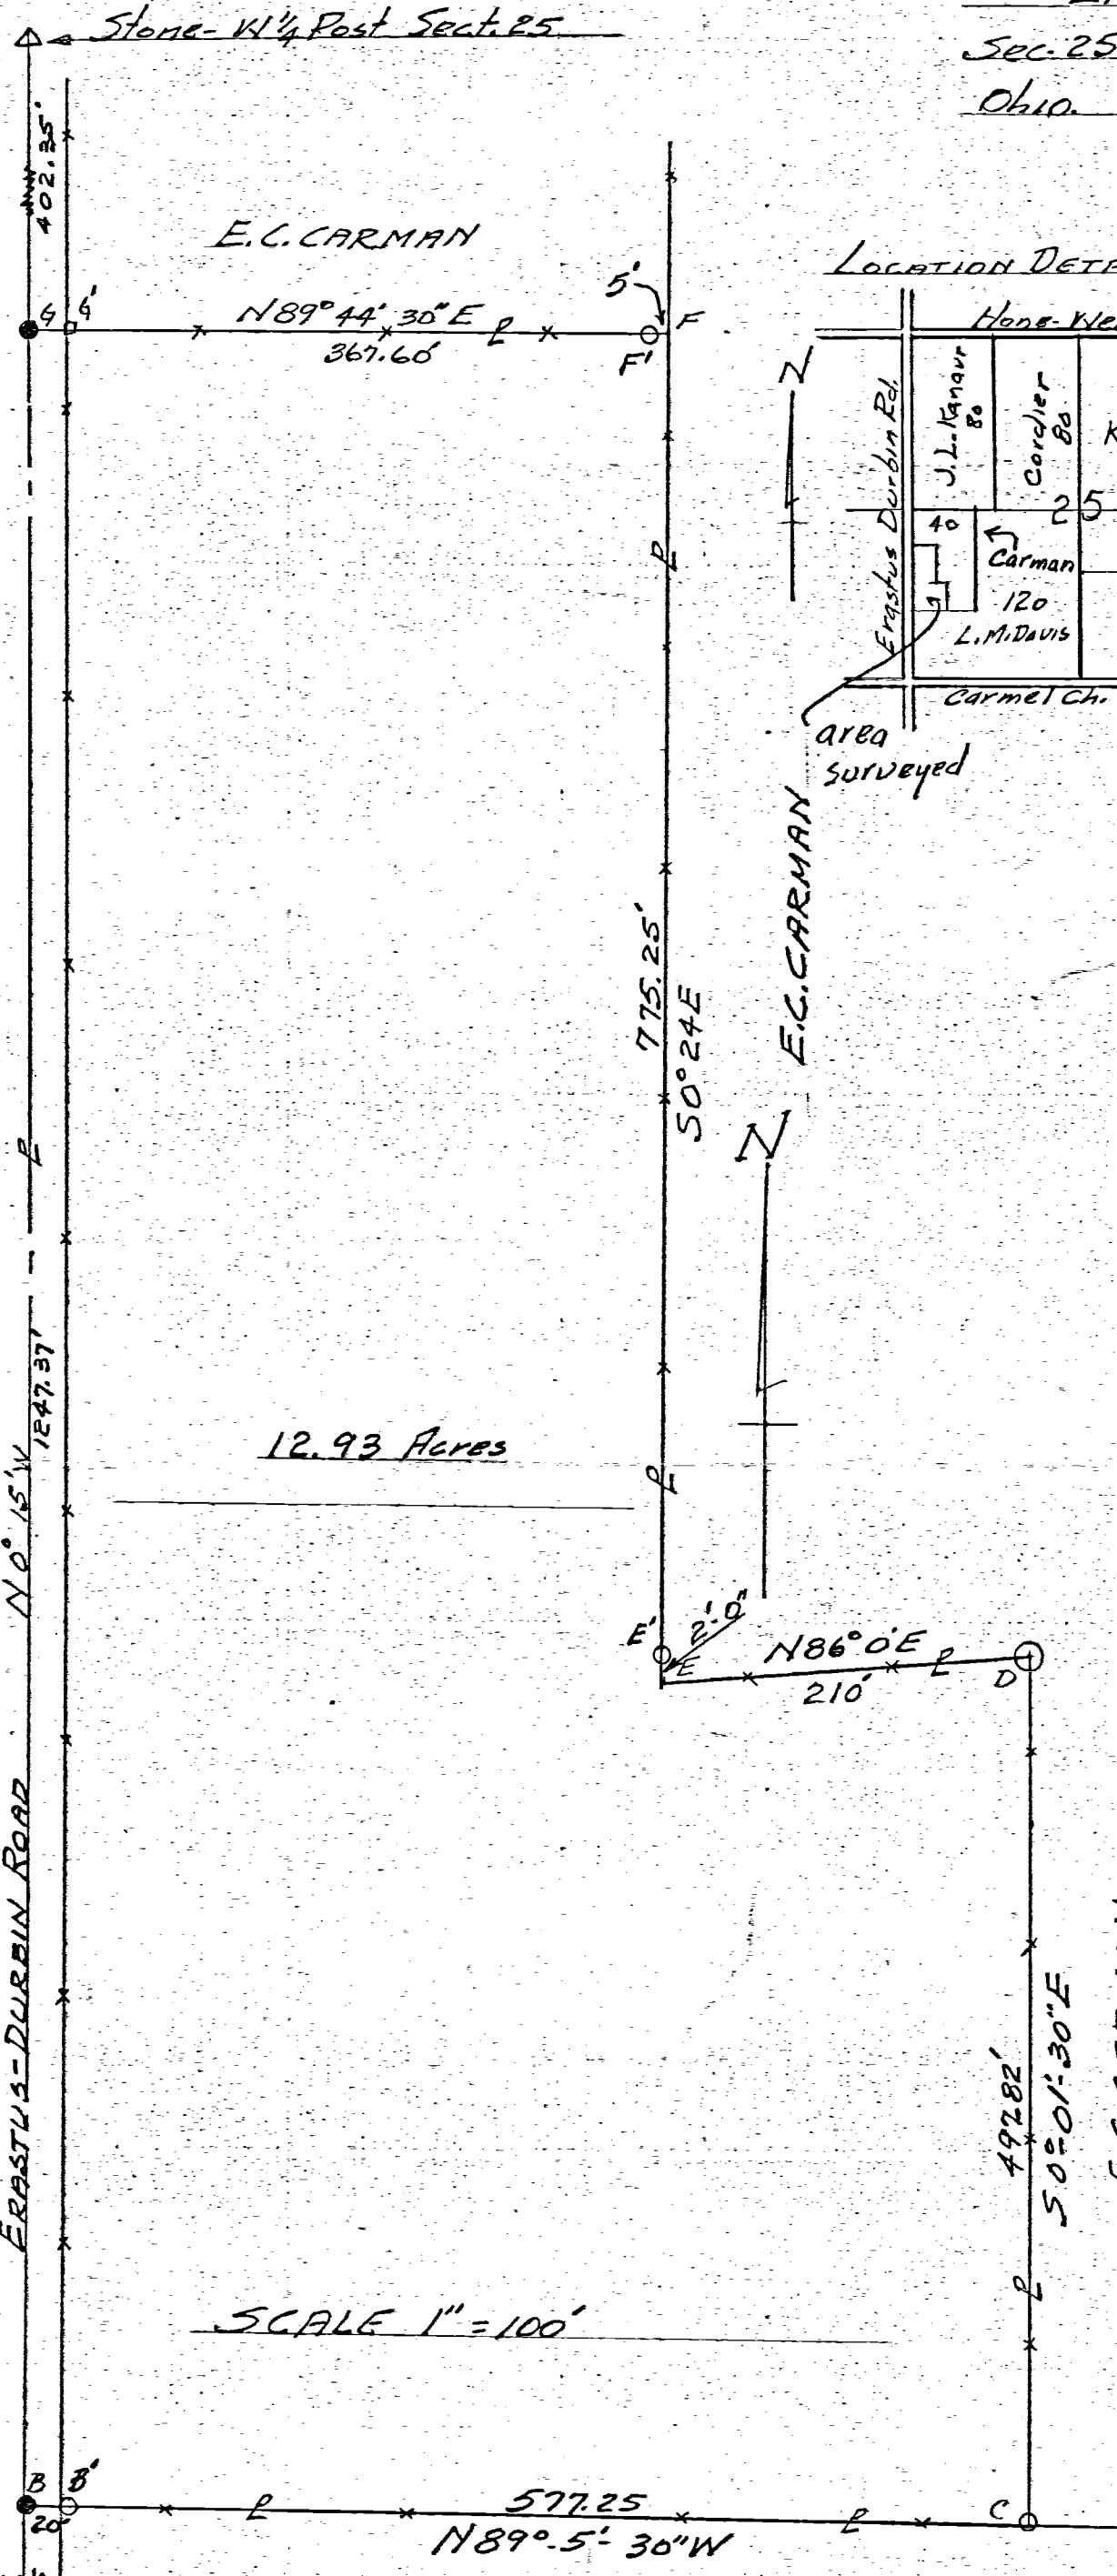 Stone- W¼ Post Sect. 25
Sec. 25
Ohio.
402.35'
E.C. CARMAN
G G'
N89° 44' 30" E P
367.60'
5'
F
F'
LOCATION DETA
Hone-We
N
Erastus Durbin Rd.
J.L. Kanaur
80
Cordier
80
K
25
40
Carman
120
L.M. Davis
Carmel Ch.
area
surveyed
P
775.25'
S0° 24E
E.C. CARMAN
N
P
N0° 15' W
1247.37'
12.93 Acres
P
E'
2'-0"
E
N86° 0'E P
210'
D
ERASTUS-DURBIN ROAD
497.82'
S 0°-01'-30" E
P
SCALE 1" = 100'
B B'
20'
P 577.25 P C
N89°-5'-30" W